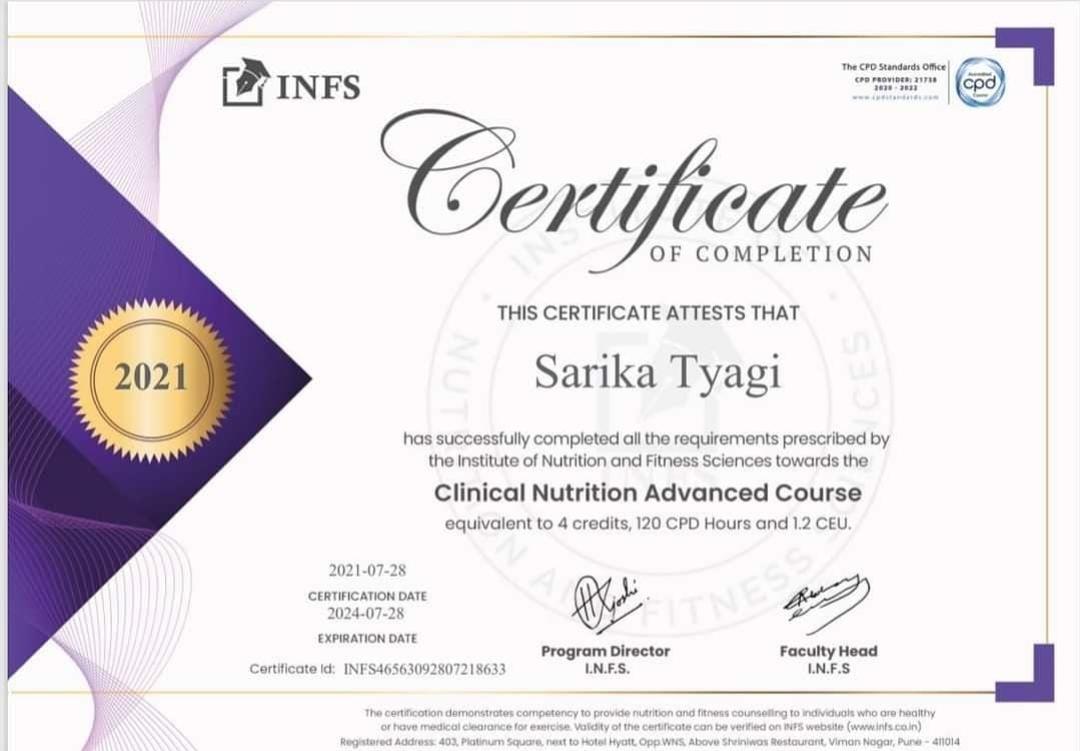 INFS
The CPD Standards Office
CPD PROVIDER: 21738
2020 - 2022
www.cpdstandards.com
Accredited
cpd
Certificate
OF COMPLETION
THIS CERTIFICATE ATTESTS THAT
Sarika Tyagi
2021
has successfully completed all the requirements prescribed by
the Institute of Nutrition and Fitness Sciences towards the
Clinical Nutrition Advanced Course
equivalent to 4 credits, 120 CPD Hours and 1.2 CEU.
2021-07-28
CERTIFICATION DATE
2024-07-28
EXPIRATION DATE
Certificate Id: INFS46563092807218633
Program Director
I.N.F.S.
Faculty Head
I.N.F.S
The certification demonstrates competency to provide nutrition and fitness counselling to individuals who are healthy
or have medical clearance for exercise. Validity of the certificate can be verified on INFS website (www.infs.co.in)
Registered Address: 403, Platinum Square, next to Hotel Hyatt, Opp.WNS, Above Shriniwas Restaurant, Viman Nagar, Pune - 411014